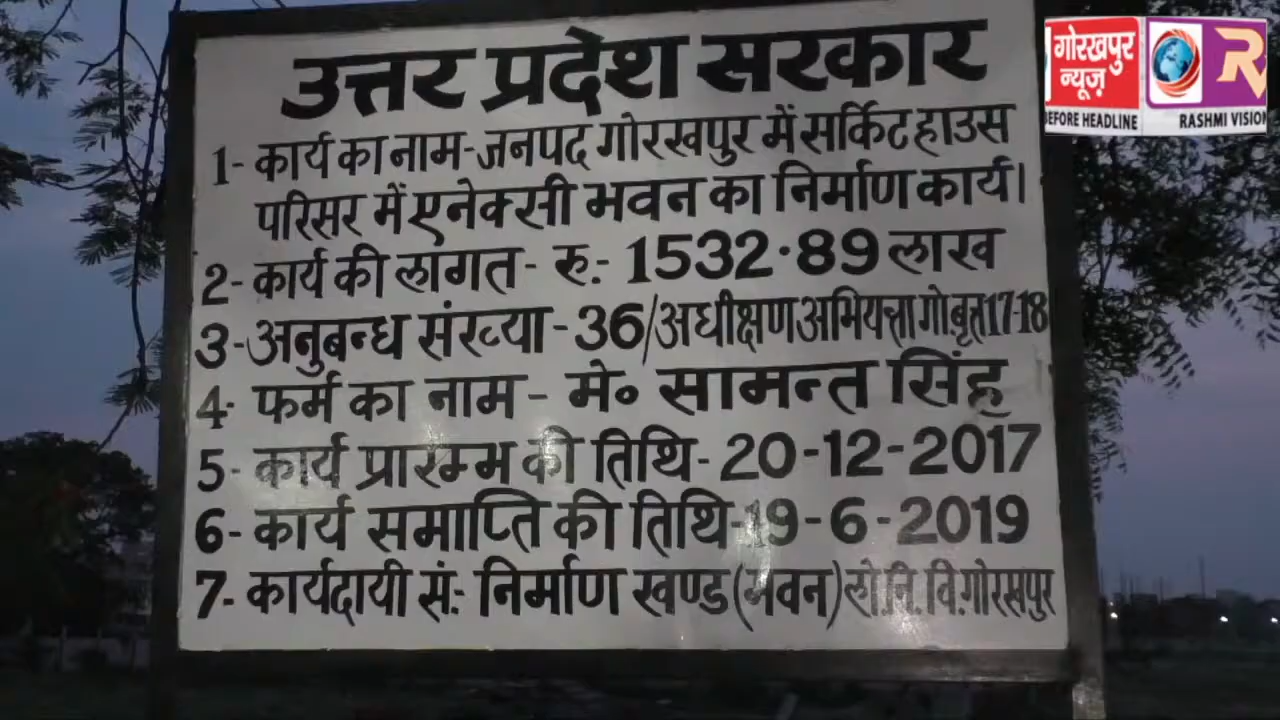 उत्तर प्रदेश सरकार
1- कार्य का नाम-जनपद गोरखपुर में सर्किट हाउस
परिसर में एनेक्सी भवन का निर्माण कार्य।
2- कार्य की लागत- रु.- 1532.89 लाख
3-अनुबन्ध संख्या-36/अधीक्षण अभियन्ता गो.वृत्त17-18
4- फर्म का नाम - मे० सामन्त सिंह
5- कार्य प्रारम्भ की तिथि- 20-12-2017
6- कार्य समाप्ति की तिथि-19-6-2019
7- कार्यदायी सं:- निर्माण खण्ड(भवन)लो.नि.वि.गोरखपुर
गोरखपुर
न्यूज़
BEFORE HEADLINE
R
RASHMI VISION